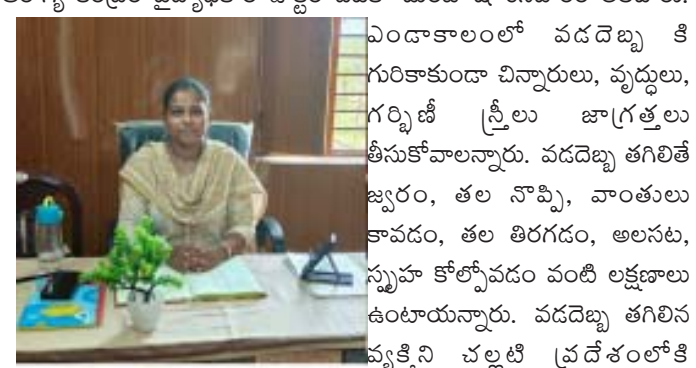 ఎండాకాలంలో వడదెబ్బ కి
గురికాకుండా చిన్నారులు, వృద్ధులు,
గర్భిణీ స్త్రీలు జాగ్రత్తలు
తీసుకోవాలన్నారు. వడదెబ్బ తగిలితే
జ్వరం, తల నొప్పి, వాంతులు
కావడం, తల తిరగడం, అలసట,
స్పృహ కోల్పోవడం వంటి లక్షణాలు
ఉంటాయన్నారు. వడదెబ్బ తగిలిన
వ్యక్తిని చల్లటి ప్రదేశంలోకి